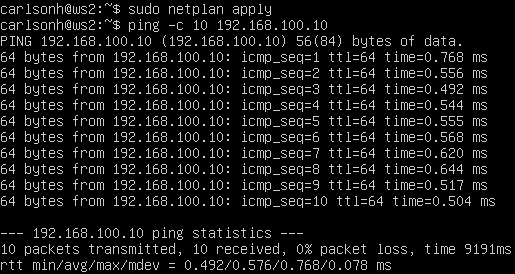 carlsonh@ws2:~$ sudo netplan apply
carlsonh@ws2:~$ ping -c 10 192.168.100.10
PING 192.168.100.10 (192.168.100.10) 56(84) bytes of data.
64 bytes from 192.168.100.10: icmp_seq=1 ttl=64 time=0.768 ms
64 bytes from 192.168.100.10: icmp_seq=2 ttl=64 time=0.556 ms
64 bytes from 192.168.100.10: icmp_seq=3 ttl=64 time=0.492 ms
64 bytes from 192.168.100.10: icmp_seq=4 ttl=64 time=0.544 ms
64 bytes from 192.168.100.10: icmp_seq=5 ttl=64 time=0.555 ms
64 bytes from 192.168.100.10: icmp_seq=6 ttl=64 time=0.568 ms
64 bytes from 192.168.100.10: icmp_seq=7 ttl=64 time=0.620 ms
64 bytes from 192.168.100.10: icmp_seq=8 ttl=64 time=0.644 ms
64 bytes from 192.168.100.10: icmp_seq=9 ttl=64 time=0.517 ms
64 bytes from 192.168.100.10: icmp_seq=10 ttl=64 time=0.504 ms
--- 192.168.100.10 ping statistics ---
10 packets transmitted, 10 received, 0% packet loss, time 9191ms
rtt min/avg/max/mdev = 0.492/0.576/0.768/0.078 ms